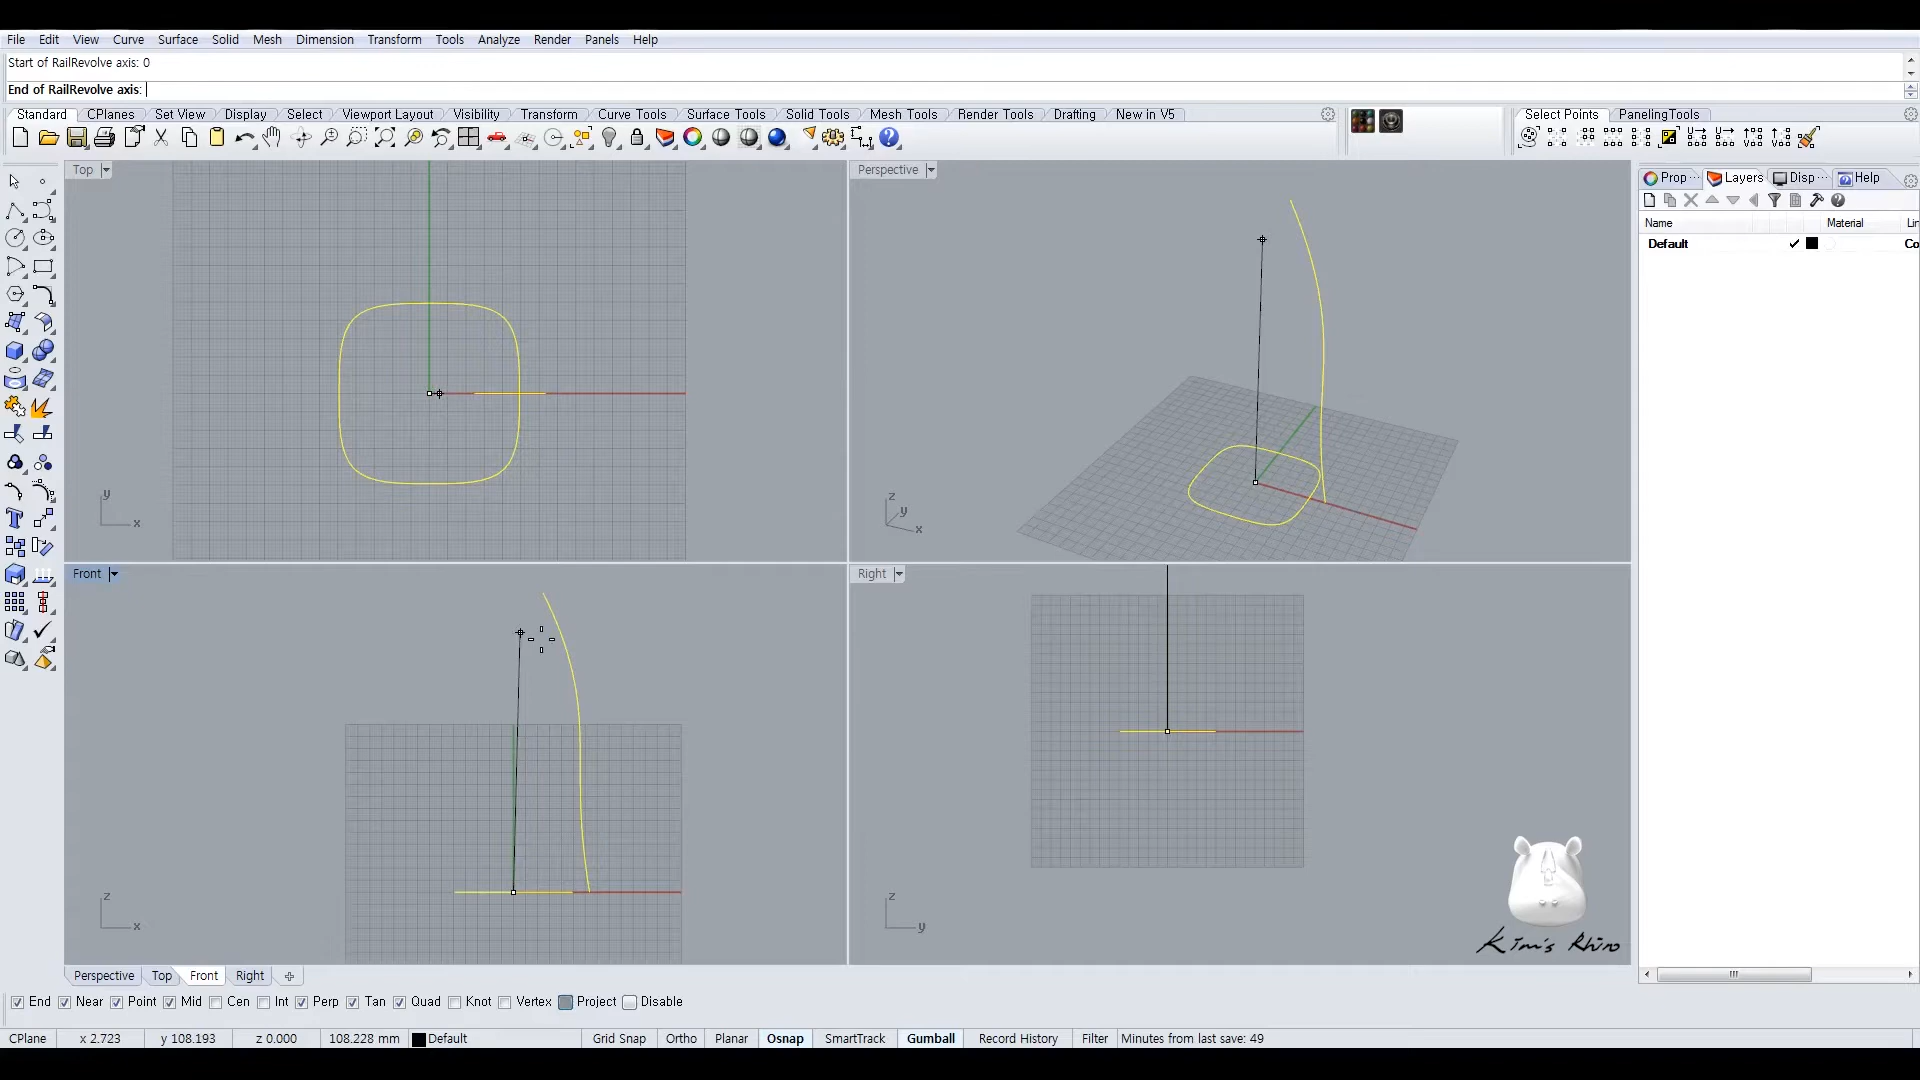 File Edit View Curve Surface Solid Mesh Dimension Transform Tools Analyze Render Panels Help
Start of RailRevolve axis: 0
End of RailRevolve axis:
Standard CPlanes Set View Display Select Viewport Layout Visibility Transform Curve Tools Surface Tools Solid Tools Mesh Tools Render Tools Drafting New in V5 Select Points PanelingTools
Top Perspective Prop··· Layers Disp··· Help
Name Material Lin
Default Co
y
x
z
y
x
Front Right
z
x
z
y
Kim's Rhino
Perspective Top Front Right
End Near Point Mid Cen Int Perp Tan Quad Knot Vertex Project Disable
CPlane x 2.723 y 108.193 z 0.000 108.228 mm Default Grid Snap Ortho Planar Osnap SmartTrack Gumball Record History Filter Minutes from last save: 49